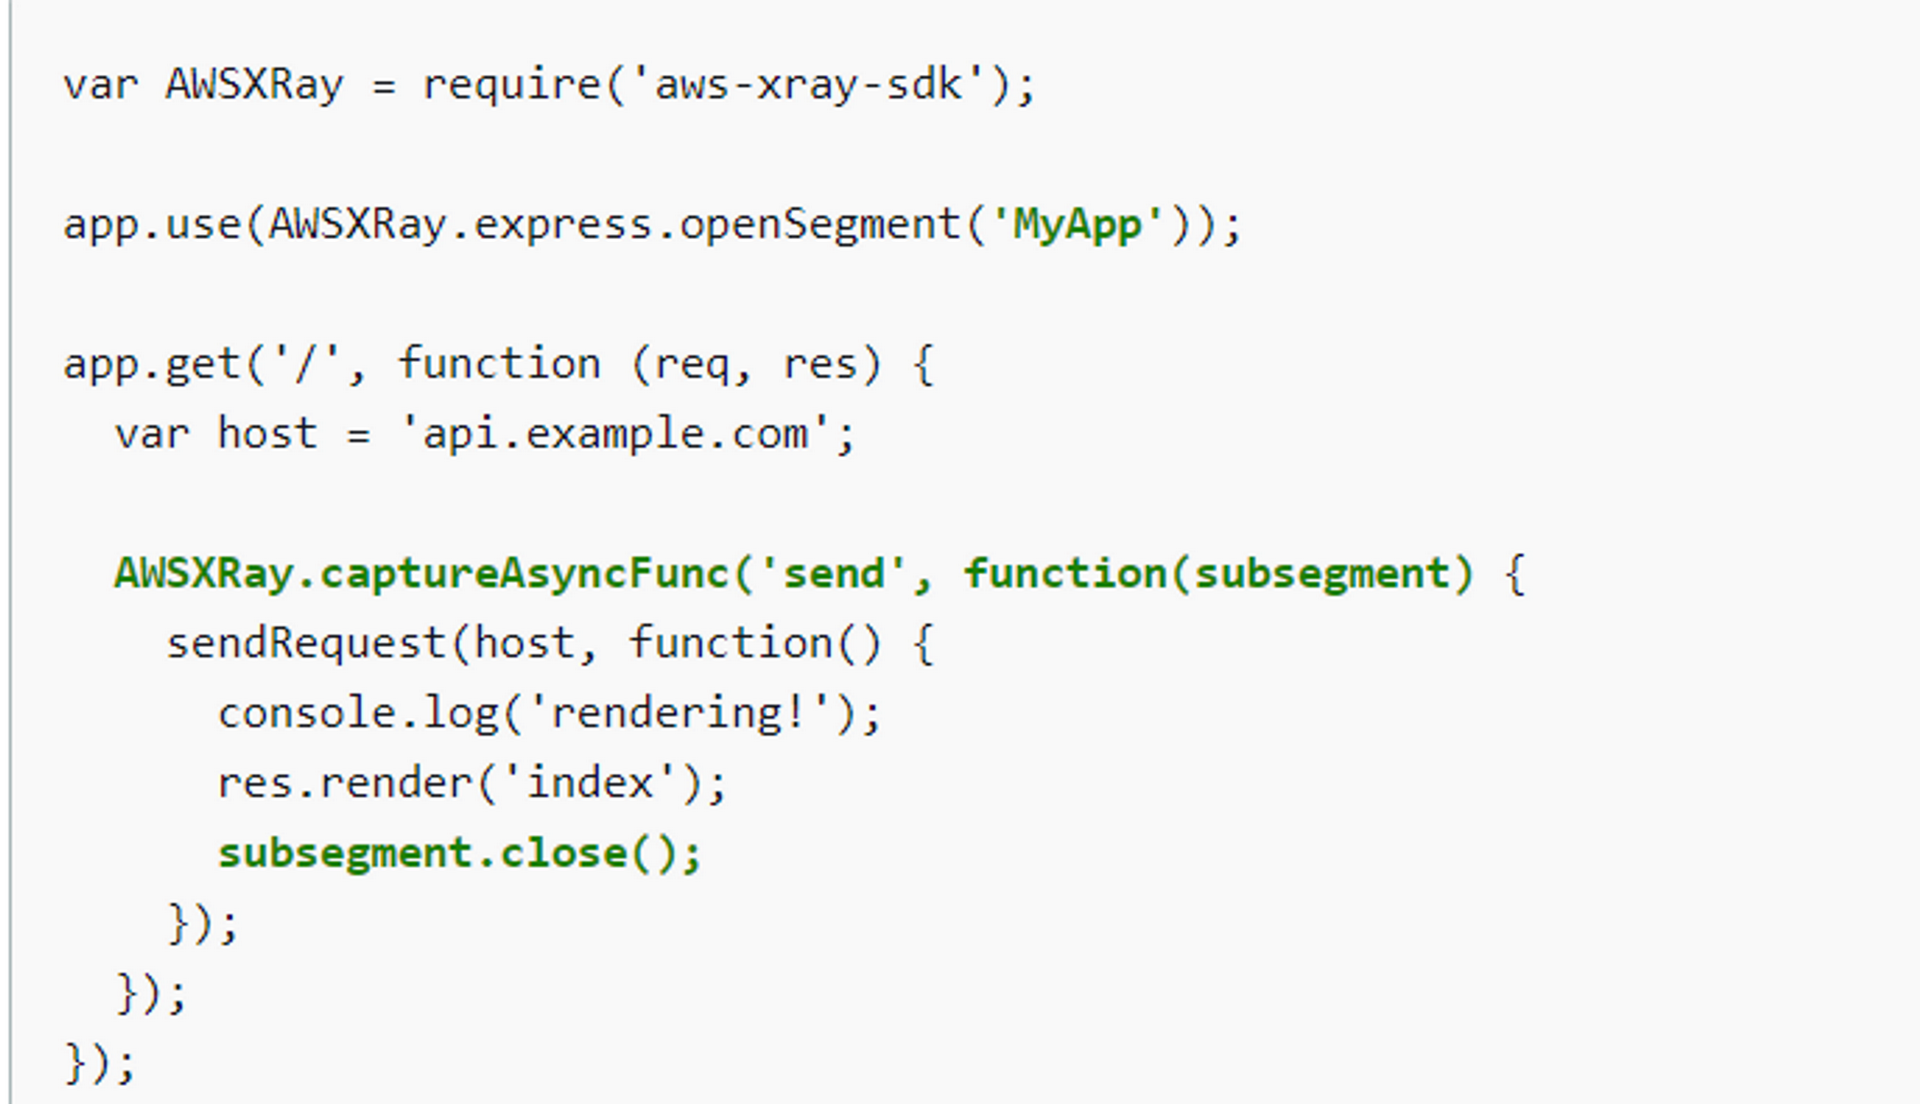 var AWSXRay = require('aws-xray-sdk');
app.use(AWSXRay.express.openSegment('MyApp'));
app.get('/', function (req, res) {
  var host = 'api.example.com';
  AWSXRay.captureAsyncFunc('send', function(subsegment) {
    sendRequest(host, function() {
      console.log('rendering!');
      res.render('index');
      subsegment.close();
    });
  });
});